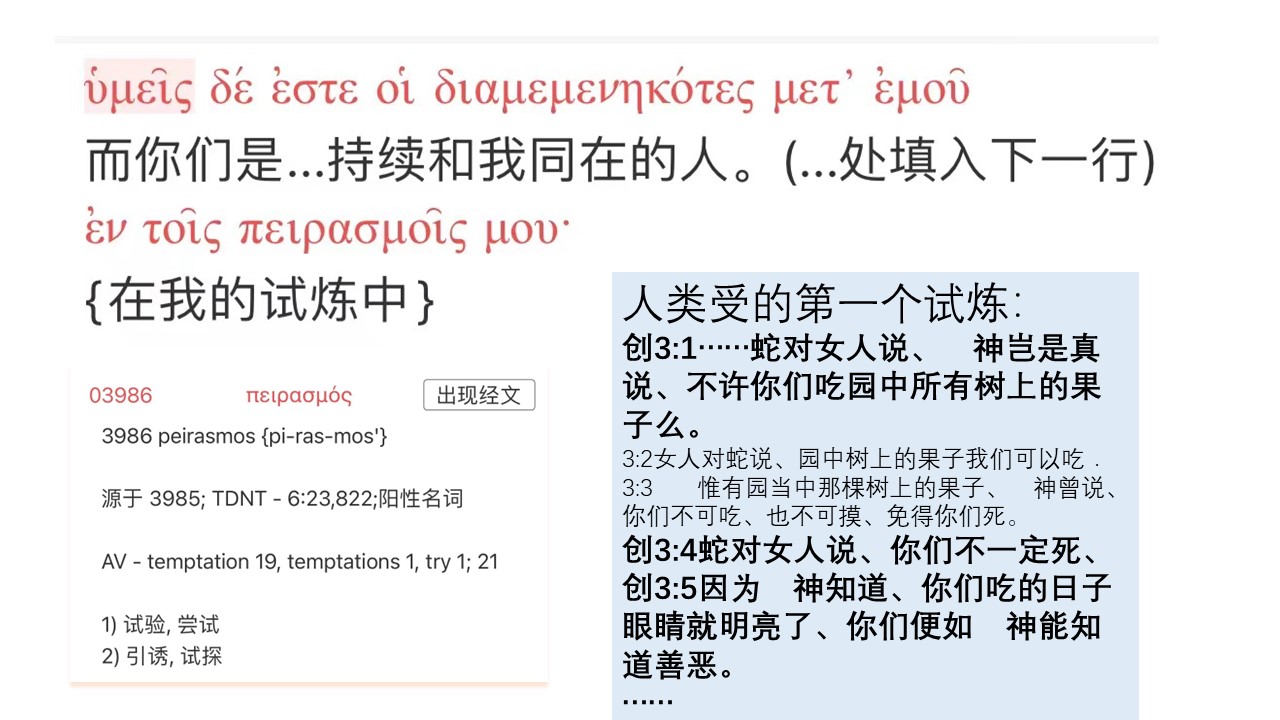 ὑμεῖς δέ ἐστε οἱ διαμεμενηκότες μετ’ ἐμοῦ
而你们是...持续和我同在的人。(...处填入下一行)
ἐν τοῖς πειρασμοῖς μου·
{在我的试炼中}
03986 πειρασμός 出现经文
3986 peirasmos {pi-ras-mos'}
源于 3985; TDNT - 6:23,822;阳性名词
AV - temptation 19, temptations 1, try 1; 21
1) 试验, 尝试
2) 引诱, 试探
人类受的第一个试炼：
创3:1……蛇对女人说、　神岂是真
说、不许你们吃园中所有树上的果
子么。
3:2女人对蛇说、园中树上的果子我们可以吃．
3:3　　惟有园当中那棵树上的果子、　神曾说、
你们不可吃、也不可摸、免得你们死。
创3:4蛇对女人说、你们不一定死、
创3:5因为　神知道、你们吃的日子
眼睛就明亮了、你们便如　神能知
道善恶。
……